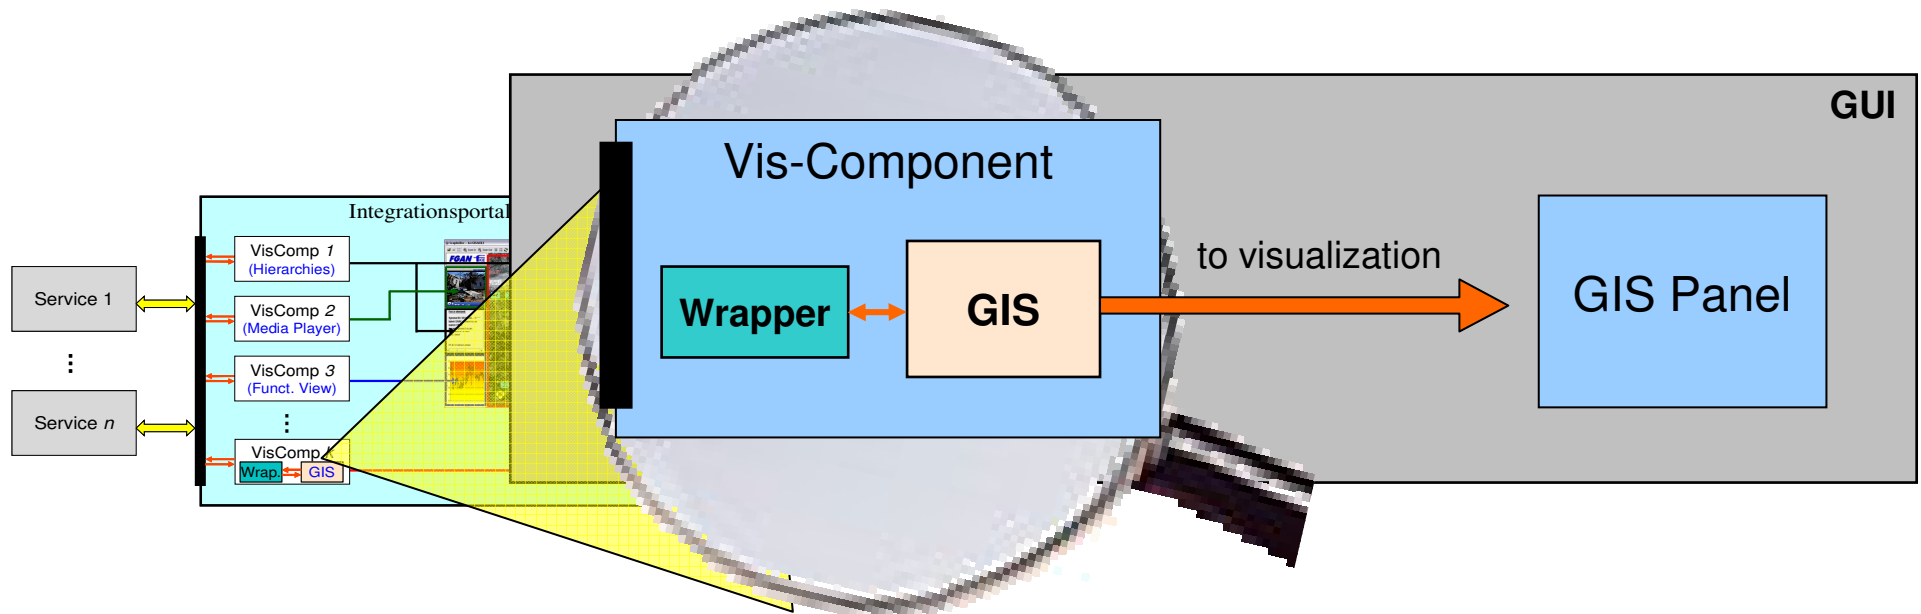 GUI
Vis-Component
Integrationsportal
VisComp 1
(Hierarchies)
FGAN
Service 1
VisComp 2
(Media Player)
Wrapper
GIS
to visualization
GIS Panel
⋮
VisComp 3
(Funct. View)
Service n
⋮
VisComp k
Wrap.
GIS